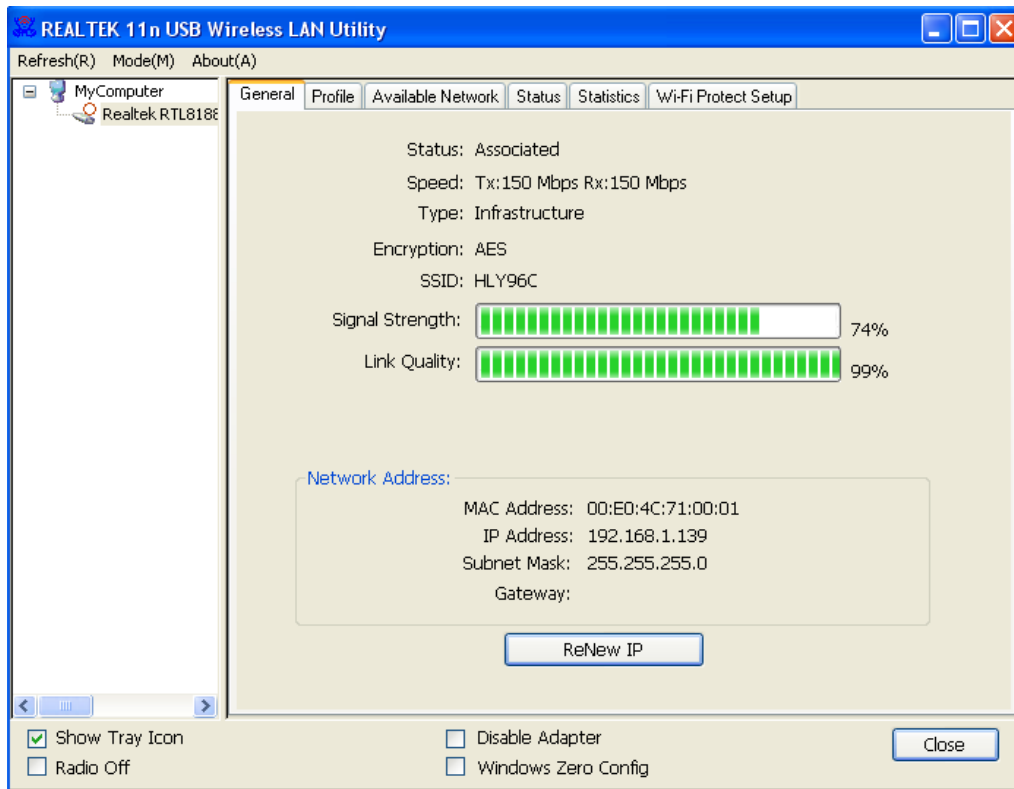 REALTEK 11n USB Wireless LAN Utility
Refresh(R) Mode(M) About(A)
MyComputer
Realtek RTL8188
General Profile Available Network Status Statistics Wi-Fi Protect Setup
Status: Associated
Speed: Tx:150 Mbps Rx:150 Mbps
Type: Infrastructure
Encryption: AES
SSID: HLY96C
Signal Strength: 74%
Link Quality: 99%
Network Address:
MAC Address: 00:E0:4C:71:00:01
IP Address: 192.168.1.139
Subnet Mask: 255.255.255.0
Gateway:
ReNew IP
Show Tray Icon
Radio Off
Disable Adapter
Windows Zero Config
Close